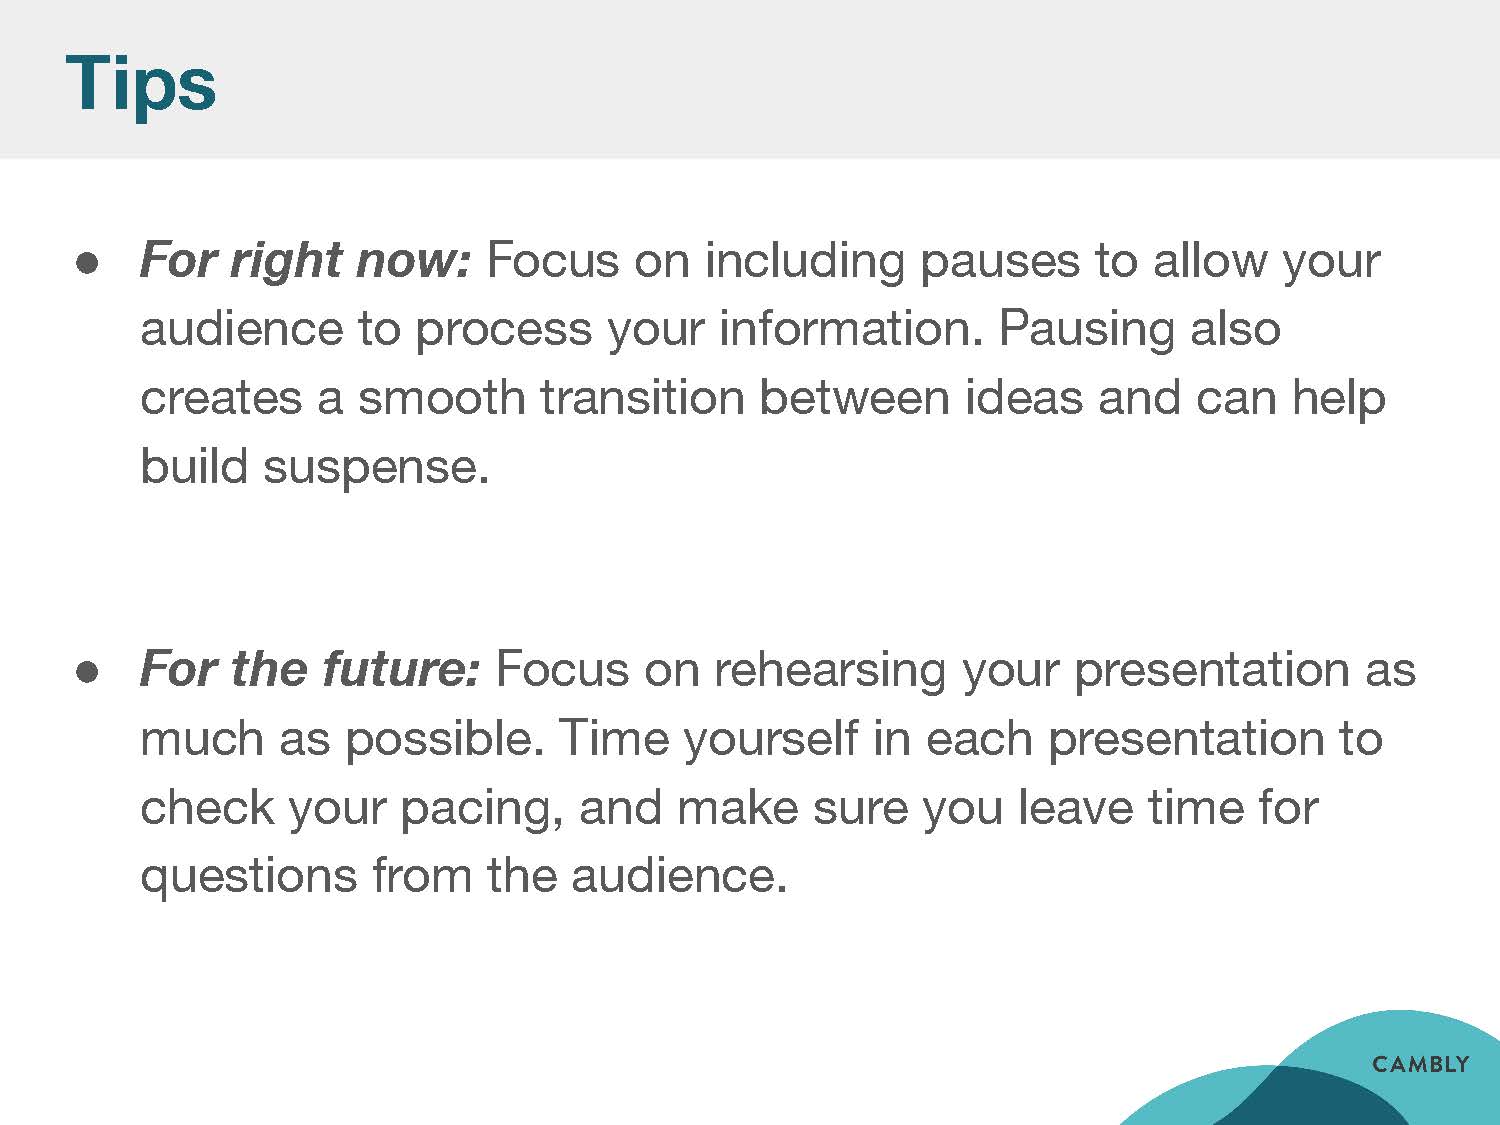 Tips
● For right now: Focus on including pauses to allow your
audience to process your information. Pausing also
creates a smooth transition between ideas and can help
build suspense.
● For the future: Focus on rehearsing your presentation as
much as possible. Time yourself in each presentation to
check your pacing, and make sure you leave time for
questions from the audience.
CAMBLY